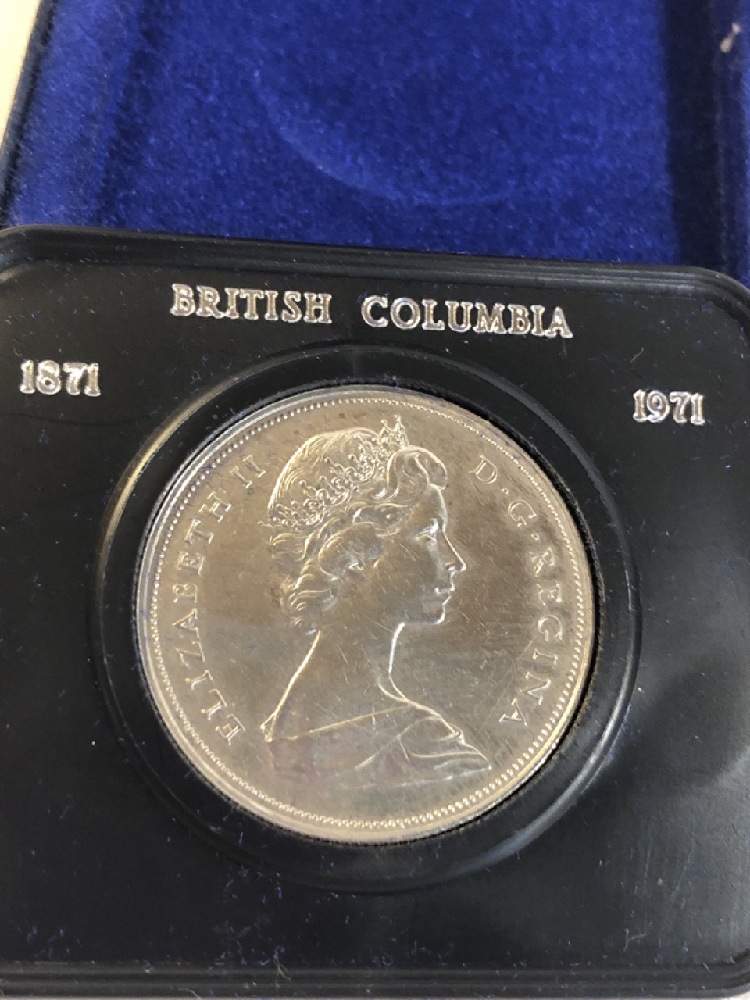 BRITISH COLUMBIA
1871
1971
ELIZABETH II D·G·REGINA